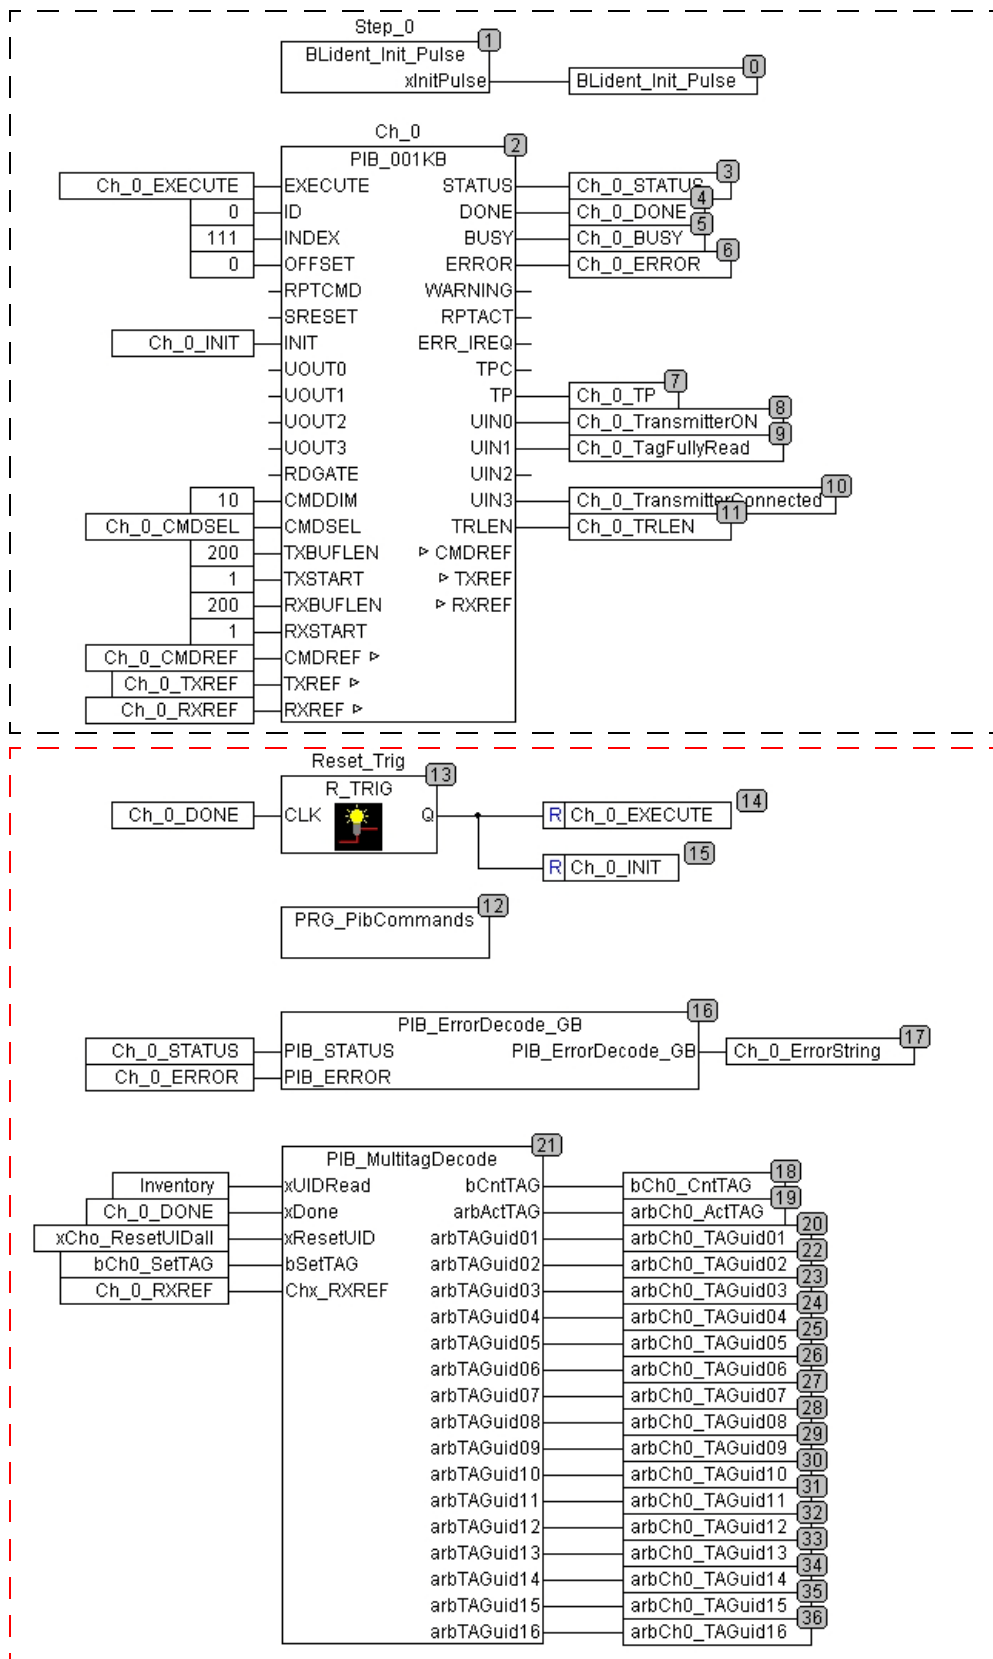 Step_0
1
BLident_Init_Pulse
xInitPulse
0
BLident_Init_Pulse
Ch_0
2
PIB_001KB
Ch_0_EXECUTE EXECUTE STATUS Ch_0_STATUS 3
0 ID DONE Ch_0_DONE 4
111 INDEX BUSY Ch_0_BUSY 5
0 OFFSET ERROR Ch_0_ERROR 6
RPTCMD WARNING
SRESET RPTACT
Ch_0_INIT INIT ERR_IREQ
UOUT0 TPC
UOUT1 TP Ch_0_TP 7
UOUT2 UIN0 Ch_0_TransmitterON 8
UOUT3 UIN1 Ch_0_TagFullyRead 9
RDGATE UIN2
10 CMDDIM UIN3 Ch_0_TransmitterConnected 10
Ch_0_CMDSEL CMDSEL TRLEN Ch_0_TRLEN 11
200 TXBUFLEN ▹ CMDREF
1 TXSTART ▹ TXREF
200 RXBUFLEN ▹ RXREF
1 RXSTART
Ch_0_CMDREF CMDREF ▹
Ch_0_TXREF TXREF ▹
Ch_0_RXREF RXREF ▹
Reset_Trig
13
R_TRIG
Ch_0_DONE CLK Q R Ch_0_EXECUTE 14
R Ch_0_INIT 15
PRG_PibCommands 12
16
PIB_ErrorDecode_GB
Ch_0_STATUS PIB_STATUS PIB_ErrorDecode_GB Ch_0_ErrorString 17
Ch_0_ERROR PIB_ERROR
21
PIB_MultitagDecode
Inventory xUIDRead bCntTAG bCh0_CntTAG 18
Ch_0_DONE xDone arbActTAG arbCh0_ActTAG 19
xCho_ResetUIDall xResetUID arbTAGuid01 arbCh0_TAGuid01 20
bCh0_SetTAG bSetTAG arbTAGuid02 arbCh0_TAGuid02 22
Ch_0_RXREF Chx_RXREF arbTAGuid03 arbCh0_TAGuid03 23
arbTAGuid04 arbCh0_TAGuid04 24
arbTAGuid05 arbCh0_TAGuid05 25
arbTAGuid06 arbCh0_TAGuid06 26
arbTAGuid07 arbCh0_TAGuid07 27
arbTAGuid08 arbCh0_TAGuid08 28
arbTAGuid09 arbCh0_TAGuid09 29
arbTAGuid10 arbCh0_TAGuid10 30
arbTAGuid11 arbCh0_TAGuid11 31
arbTAGuid12 arbCh0_TAGuid12 32
arbTAGuid13 arbCh0_TAGuid13 33
arbTAGuid14 arbCh0_TAGuid14 34
arbTAGuid15 arbCh0_TAGuid15 35
arbTAGuid16 arbCh0_TAGuid16 36